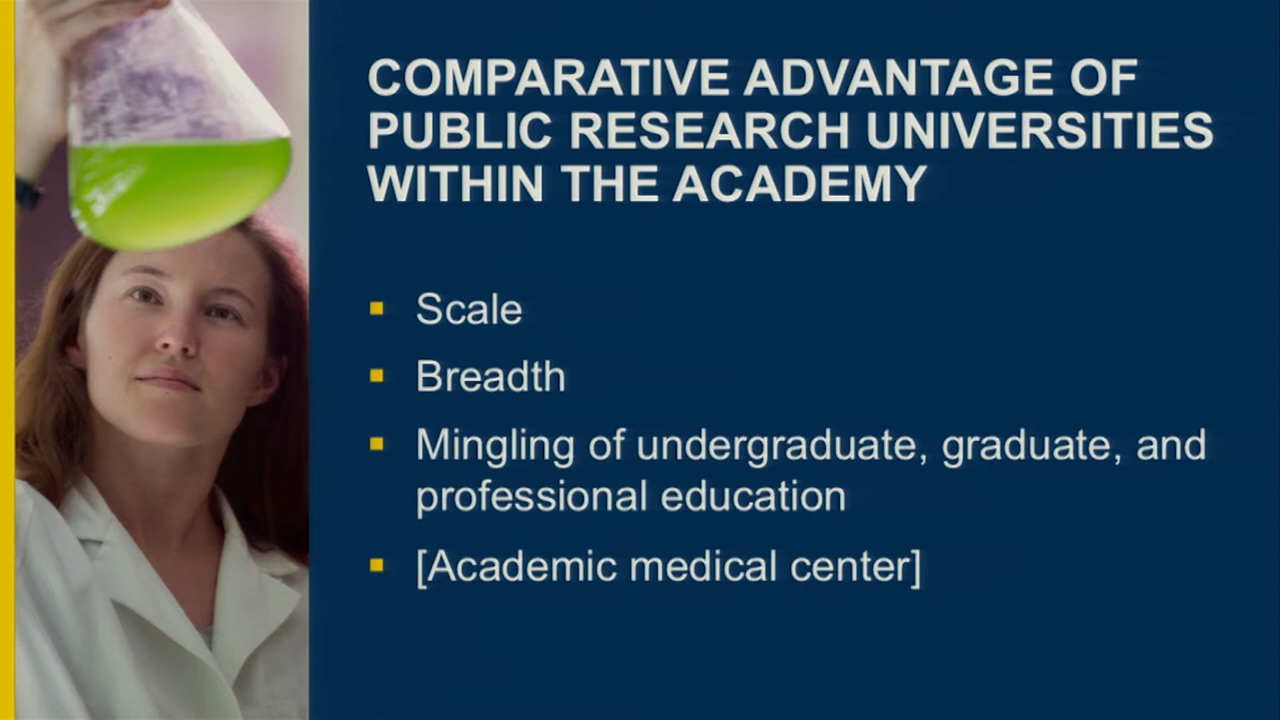 COMPARATIVE ADVANTAGE OF
PUBLIC RESEARCH UNIVERSITIES
WITHIN THE ACADEMY
Scale
Breadth
Mingling of undergraduate, graduate, and
professional education
[Academic medical center]